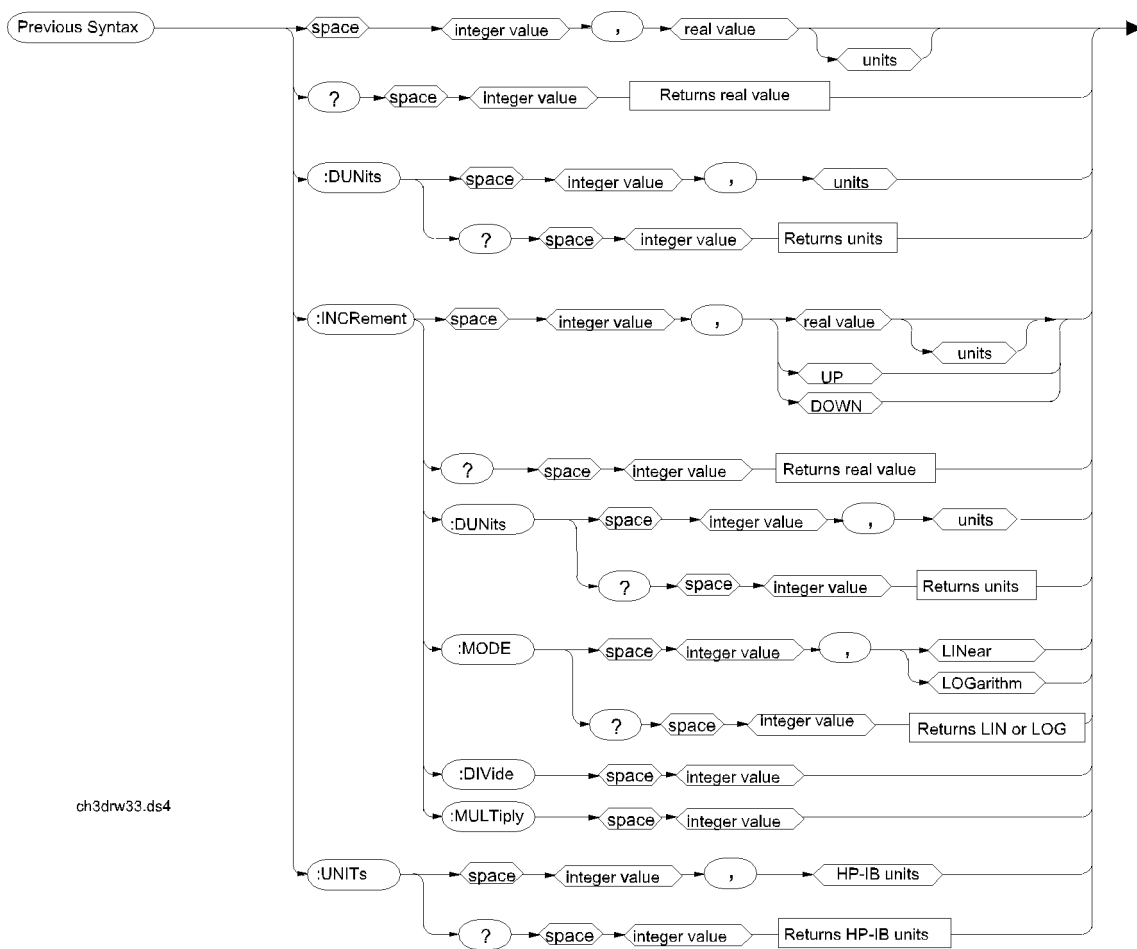 Previous Syntax space integer value , real value
units
? space integer value Returns real value
:DUNits space integer value , units
? space integer value Returns units
:INCRement space integer value , real value
units
UP
DOWN
? space integer value Returns real value
:DUNits space integer value , units
? space integer value Returns units
:MODE space integer value , LINear
LOGarithm
? space integer value Returns LIN or LOG
:DIVide space integer value
ch3drw33.ds4
:MULTiply space integer value
:UNITs space integer value , HP-IB units
? space integer value Returns HP-IB units